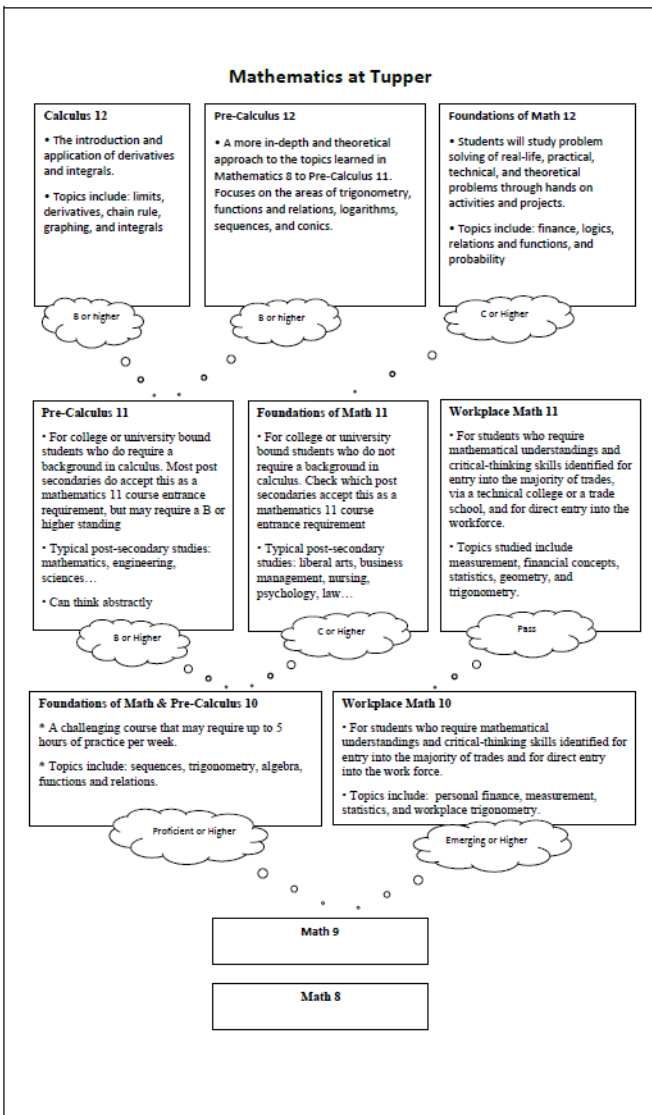 Mathematics at Tupper
Calculus 12
• The introduction and
application of derivatives
and integrals.
• Topics include: limits,
derivatives, chain rule,
graphing, and integrals
B or higher
Pre-Calculus 12
• A more in-depth and theoretical
approach to the topics learned in
Mathematics 8 to Pre-Calculus 11.
Focuses on the areas of trigonometry,
functions and relations, logarithms,
sequences, and conics.
B or higher
Foundations of Math 12
• Students will study problem
solving of real-life, practical,
technical, and theoretical
problems through hands on
activities and projects.
• Topics include: finance, logics,
relations and functions, and
probability
C or Higher
Pre-Calculus 11
• For college or university bound
students who do require a
background in calculus. Most post
secondaries do accept this as a
mathematics 11 course entrance
requirement, but may require a B or
higher standing
• Typical post-secondary studies:
mathematics, engineering,
sciences…
• Can think abstractly
B or Higher
Foundations of Math 11
• For college or university
bound students who do not
require a background in
calculus. Check which post
secondaries accept this as a
mathematics 11 course
entrance requirement
• Typical post-secondary
studies: liberal arts, business
management, nursing,
psychology, law…
C or Higher
Workplace Math 11
• For students who require
mathematical understandings and
critical-thinking skills identified for
entry into the majority of trades,
via a technical college or a trade
school, and for direct entry into the
workforce.
• Topics studied include
measurement, financial concepts,
statistics, geometry, and
trigonometry.
Pass
Foundations of Math & Pre-Calculus 10
* A challenging course that may require up to 5
hours of practice per week.
* Topics include: sequences, trigonometry, algebra,
functions and relations.
Proficient or Higher
Workplace Math 10
• For students who require mathematical
understandings and critical-thinking skills identified for
entry into the majority of trades and for direct entry
into the work force.
• Topics include: personal finance, measurement,
statistics, and workplace trigonometry.
Emerging or Higher
Math 9
Math 8